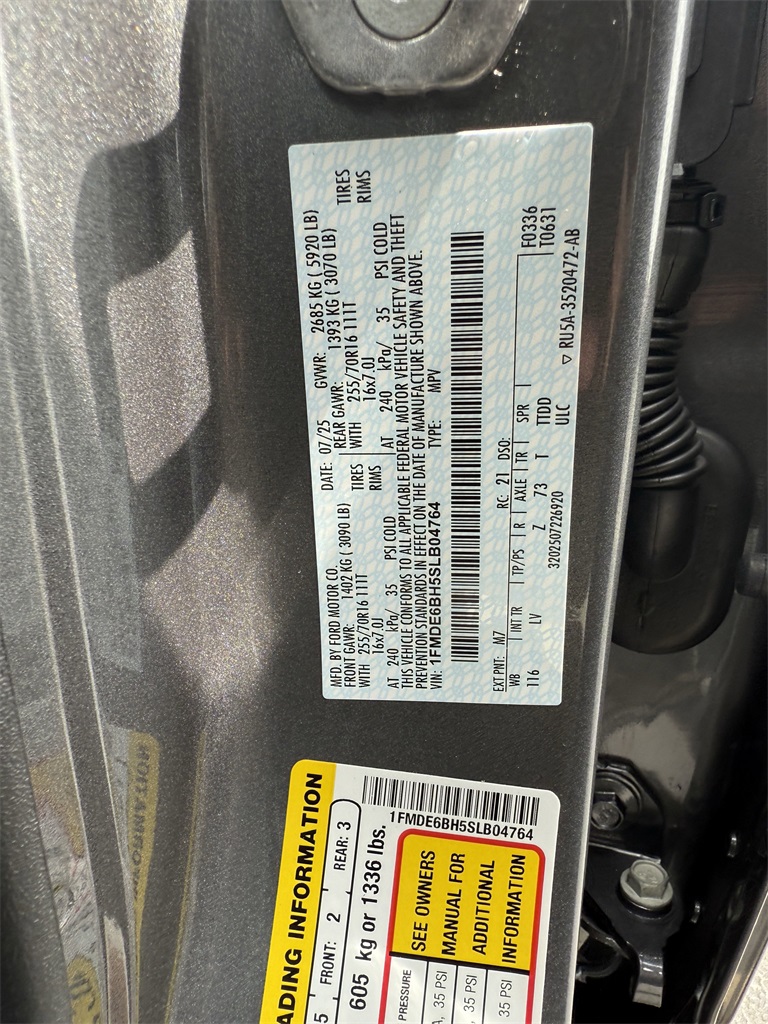 MFD. BY FORD MOTOR CO. DATE: 07/25 GVWR: 2685 KG ( 5920 LB)
FRONT GAWR: 1402 KG ( 3090 LB) REAR GAWR: 1393 KG ( 3070 LB)
WITH 255/70R16 111T TIRES WITH 255/70R16 111T TIRES
16x7.0J RIMS 16x7.0J RIMS
AT 240 kPa/ 35 PSI COLD AT 240 kPa/ 35 PSI COLD
THIS VEHICLE CONFORMS TO ALL APPLICABLE FEDERAL MOTOR VEHICLE SAFETY AND THEFT
PREVENTION STANDARDS IN EFFECT ON THE DATE OF MANUFACTURE SHOWN ABOVE.
VIN: 1FMDE6BH5SLB04764 TYPE: MPV
F0336
T0631
EXT PNT: M7 RC: 21 DSO:
WB INT TR TP/PS R AXLE TR SPR
116 LV Z 73 T TTDD
ULC
3202507226920 ▽ RU5A-3520472-AB
ADING INFORMATION
5 FRONT: 2 REAR: 3
605 kg or 1336 lbs.
1FMDE6BH5SLB04764
PRESSURE
35 PSI
35 PSI
35 PSI
SEE OWNERS
MANUAL FOR
ADDITIONAL
INFORMATION